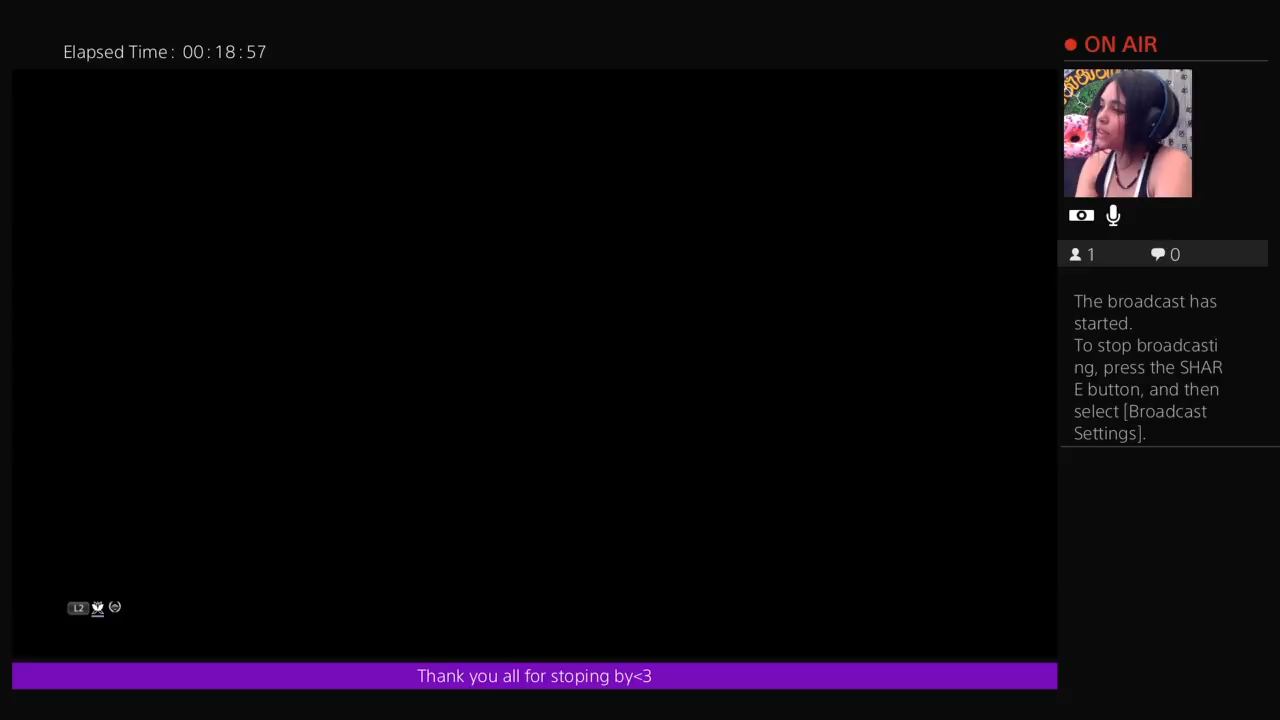 Elapsed Time: 00:18:57
ON AIR
1 0
The broadcast has
started.
To stop broadcasti
ng, press the SHAR
E button, and then
select [Broadcast
Settings].
L2
Thank you all for stoping by<3